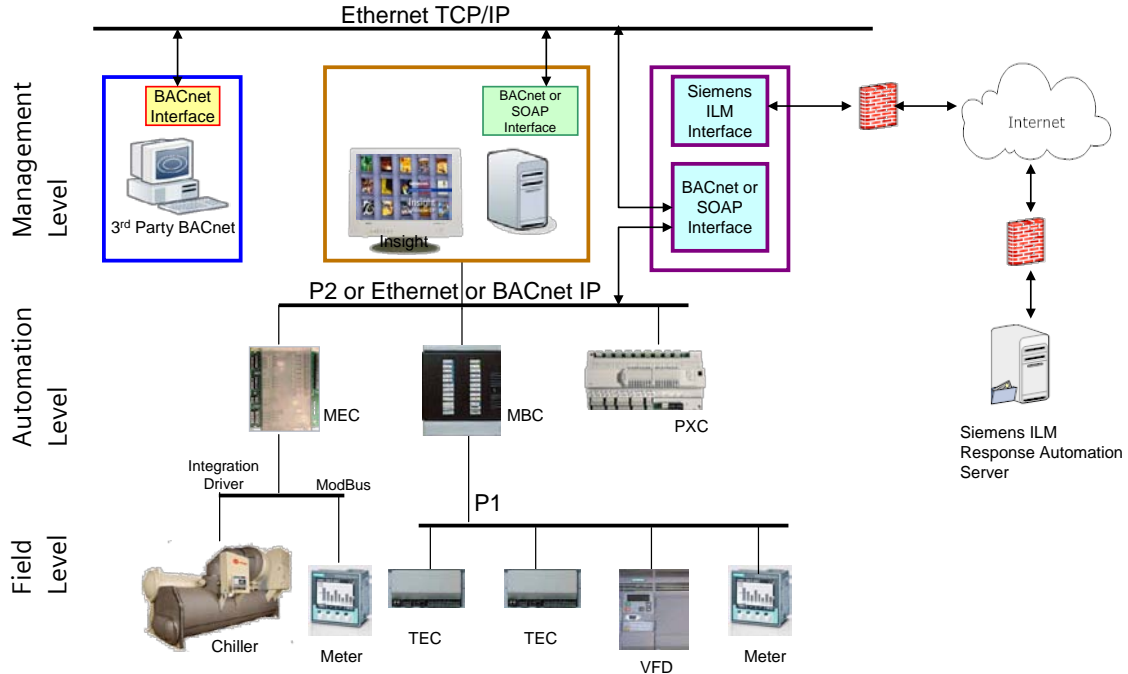 Ethernet TCP/IP
Management
Level
BACnet
Interface
3rd Party BACnet
BACnet or
SOAP
Interface
Insight
Insight
Siemens
ILM
Interface
BACnet or
SOAP
Interface
Internet
P2 or Ethernet or BACnet IP
Automation
Level
MEC
MBC
PXC
Siemens ILM
Response Automation
Server
Integration
Driver
ModBus
P1
Field
Level
Chiller
Meter
TEC
TEC
VFD
Meter